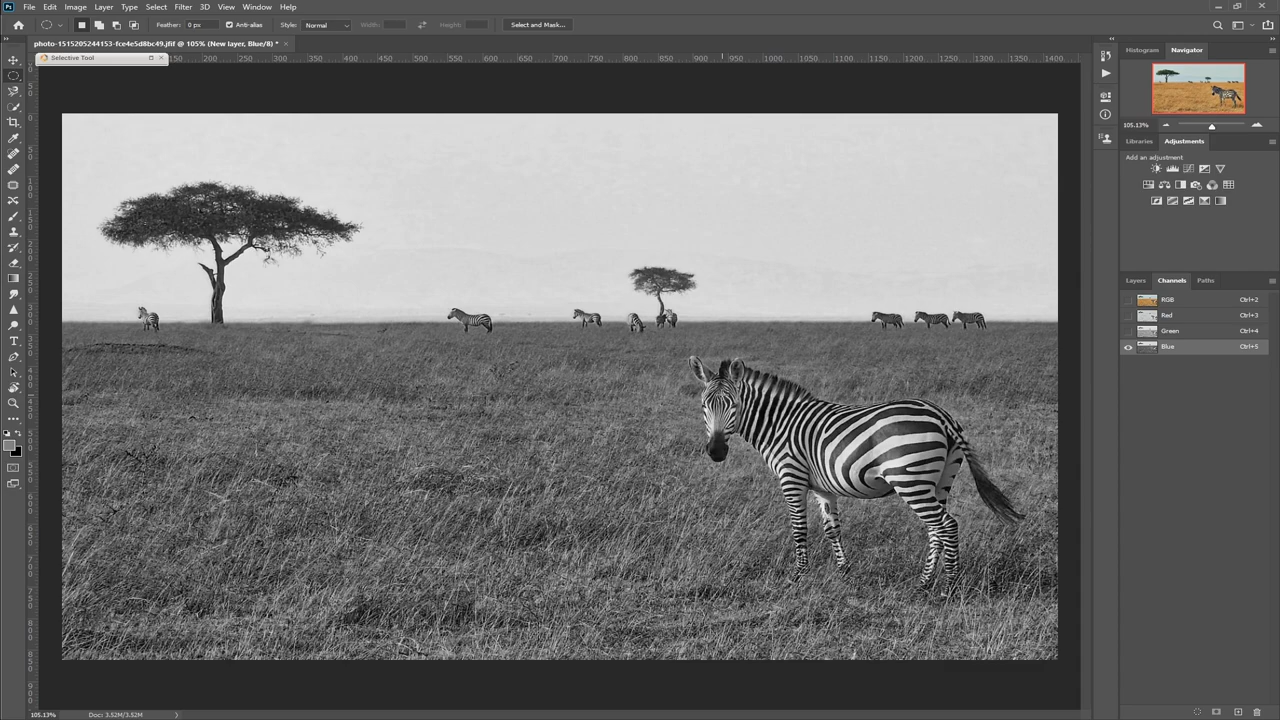 File Edit Image Layer Type Select Filter 3D View Window Help
Feather: 0 px Anti-alias Style: Normal Width: Height: Select and Mask...
photo-1515205244153-fce4e5d8bc49.jfif @ 105% (New layer, Blue/8) *
Selective Tool
150 200 250 300 350 400 450 500 550 600 650 700 750 800 850 900 950 1000 1050 1100 1150 1200 1250 1300 1350 1400
Histogram Navigator
105.13%
Libraries Adjustments
Add an adjustment
Layers Channels Paths
RGB Ctrl+2
Red Ctrl+3
Green Ctrl+4
Blue Ctrl+5
105.13% Doc: 3.52M/3.52M